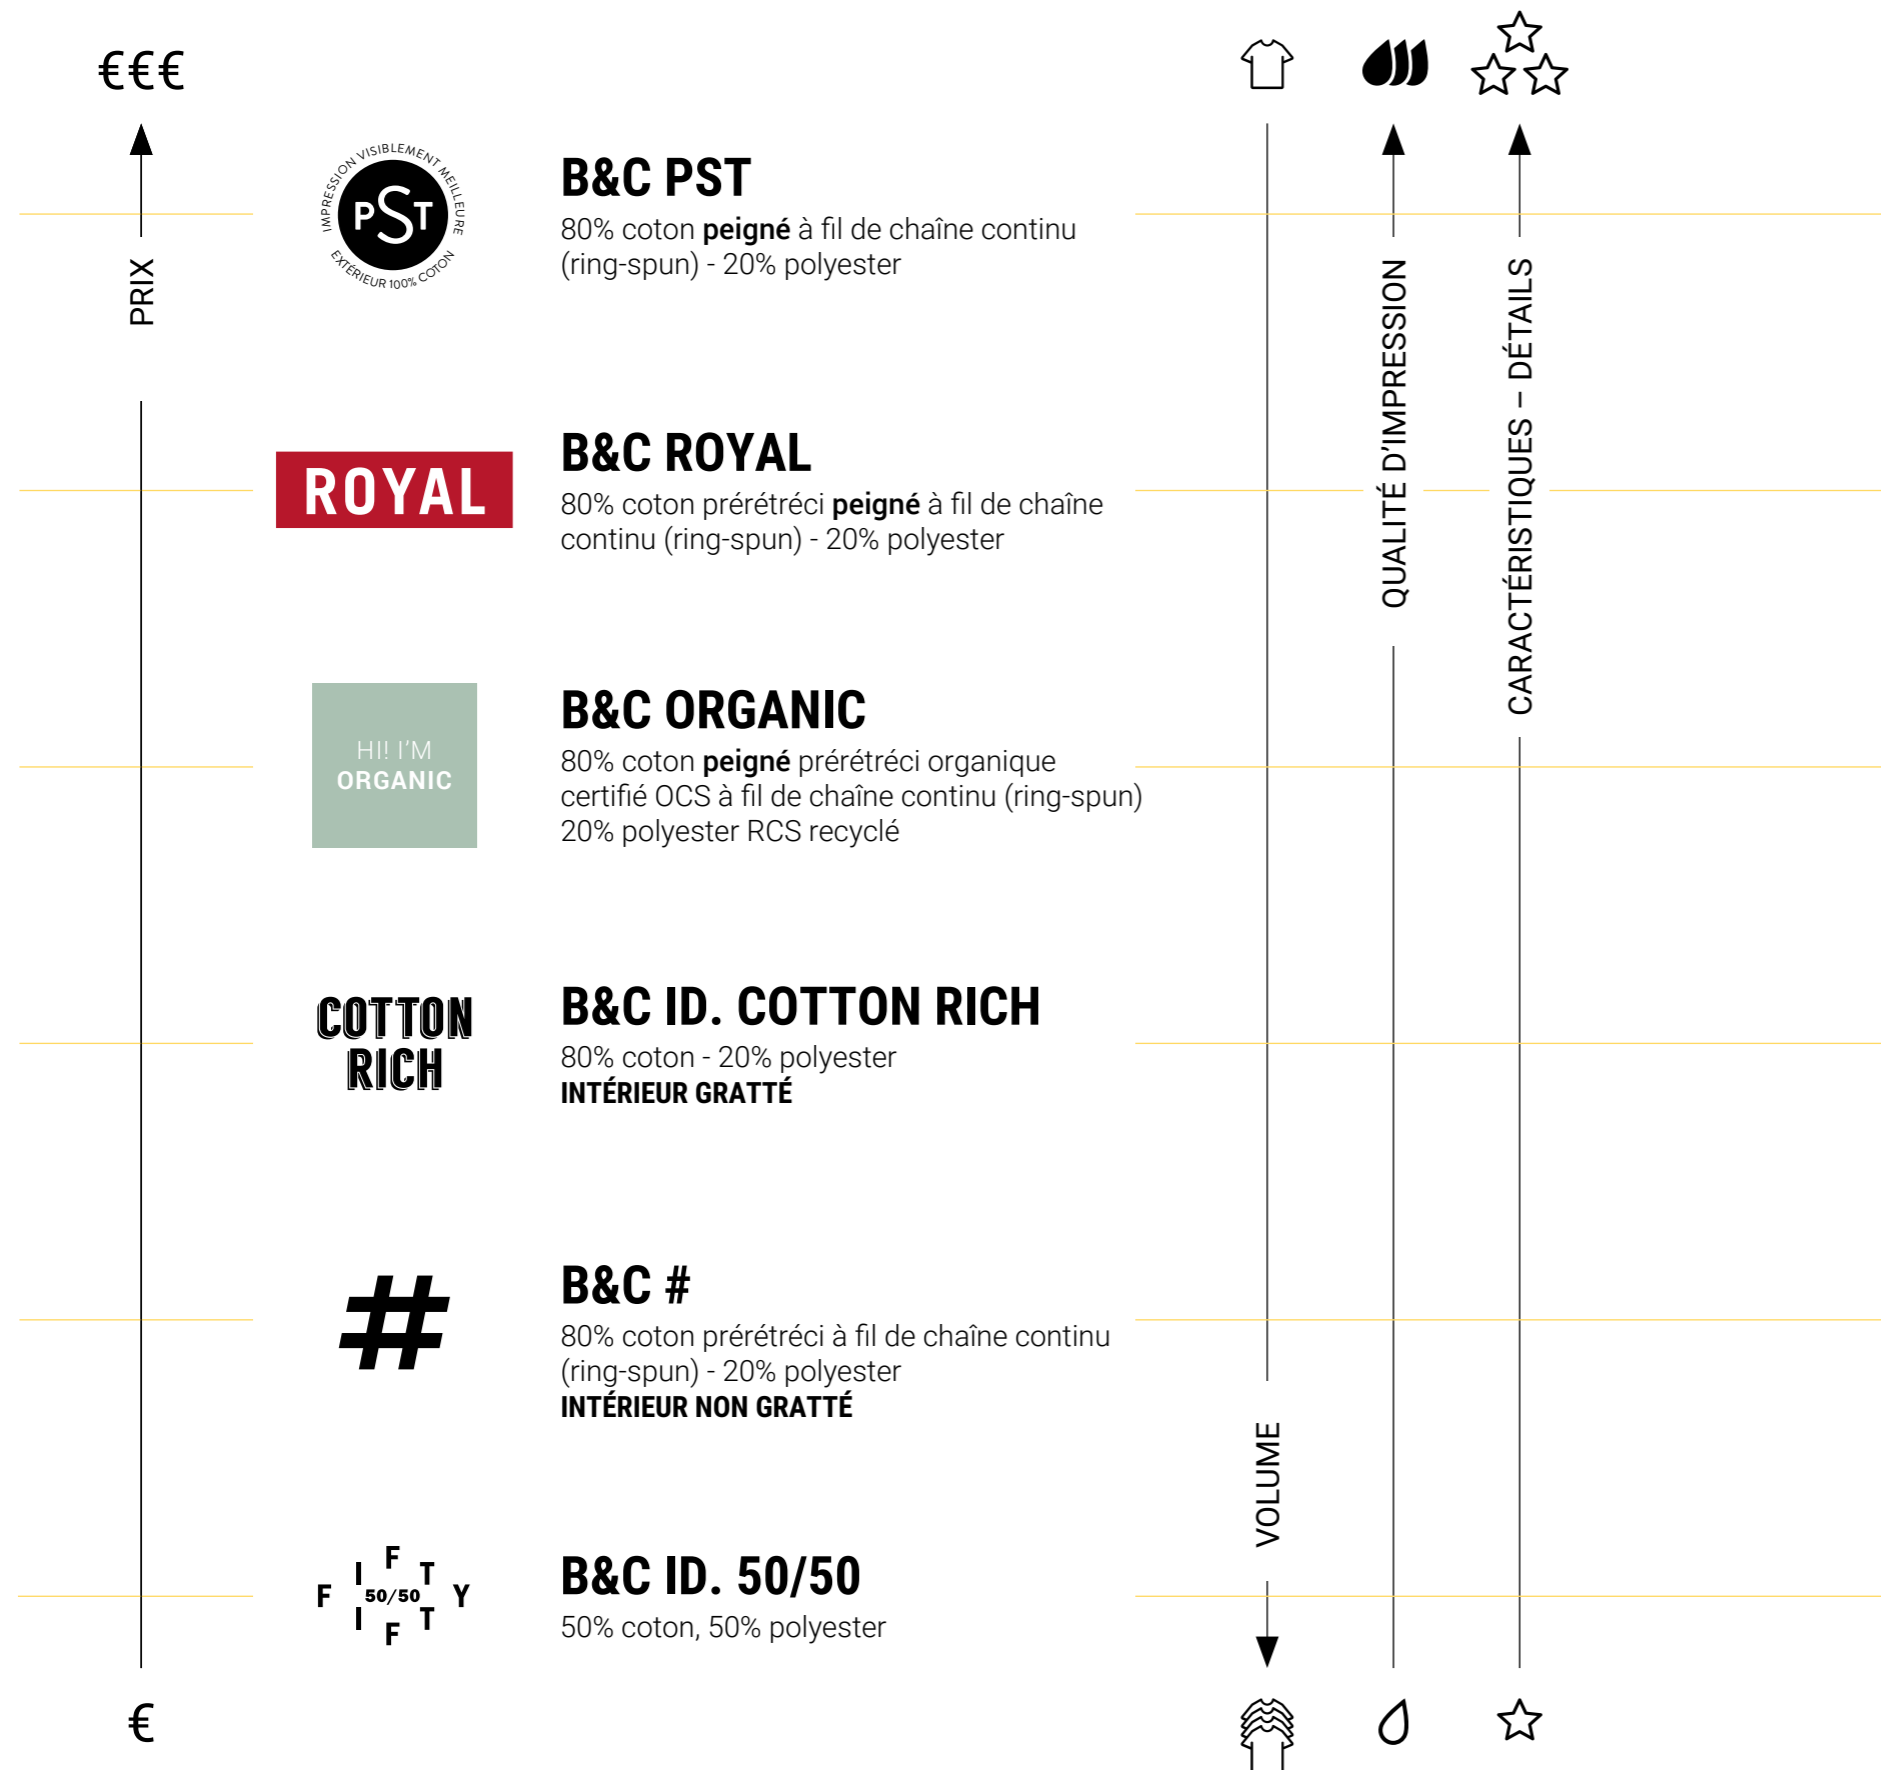 €€€
PRIX
IMPRESSION VISIBLEMENT MEILLEURE
PST
EXTÉRIEUR 100% COTON
B&C PST
80% coton peigné à fil de chaîne continu
(ring-spun) - 20% polyester
ROYAL
B&C ROYAL
80% coton prérétréci peigné à fil de chaîne
continu (ring-spun) - 20% polyester
HI! I'M
ORGANIC
B&C ORGANIC
80% coton peigné prérétréci organique
certifié OCS à fil de chaîne continu (ring-spun)
20% polyester RCS recyclé
COTTON
RICH
B&C ID. COTTON RICH
80% coton - 20% polyester
INTÉRIEUR GRATTÉ
#
B&C #
80% coton prérétréci à fil de chaîne continu
(ring-spun) - 20% polyester
INTÉRIEUR NON GRATTÉ
FIFTY
50/50
FIFTY
B&C ID. 50/50
50% coton, 50% polyester
€
VOLUME
QUALITÉ D'IMPRESSION
CARACTÉRISTIQUES – DÉTAILS